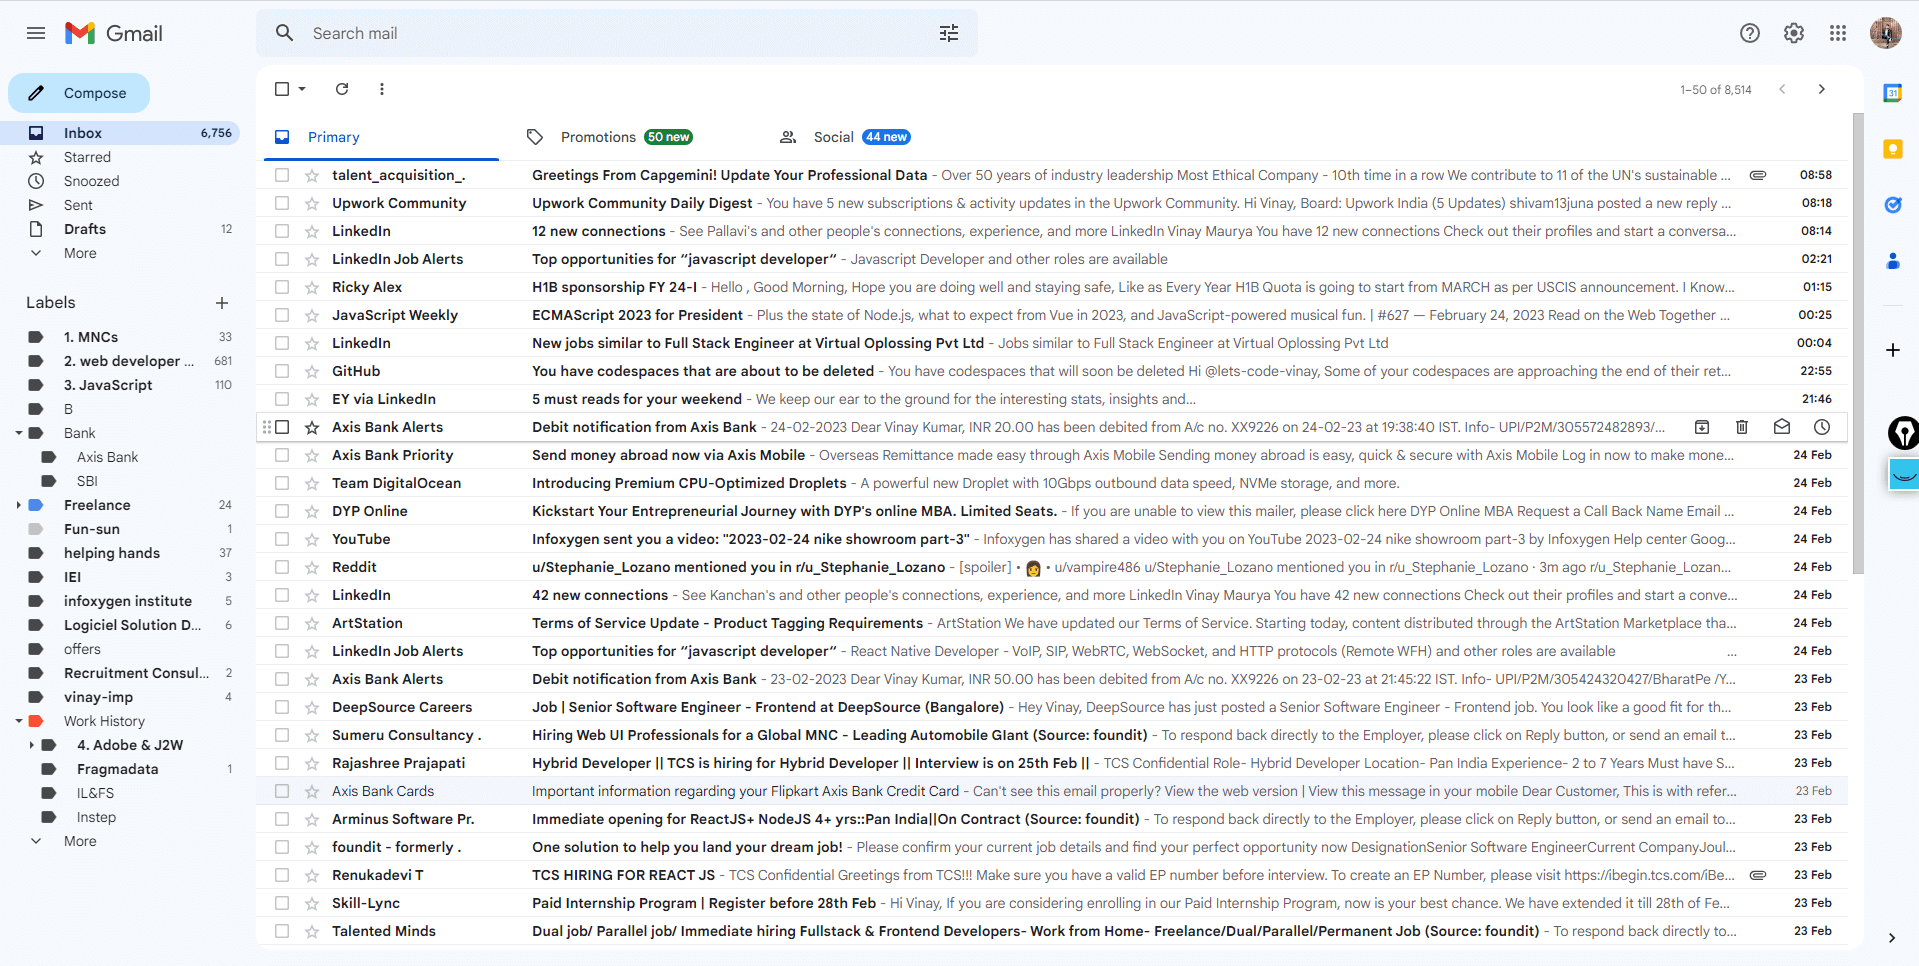 Gmail
Search mail
Compose
Inbox 6,756
Starred
Snoozed
Sent
Drafts 12
More
Labels
1. MNCs 33
2. web developer ... 681
3. JavaScript 110
B
Bank
Axis Bank
SBI
Freelance 24
Fun-sun 1
helping hands 37
IEI 3
infoxygen institute 5
Logiciel Solution D... 6
offers
Recruitment Consul... 2
vinay-imp 4
Work History
4. Adobe & J2W
Fragmadata 1
IL&FS
Instep
More
1–50 of 8,514
Primary
Promotions 50 new
Social 44 new
talent_acquisition_. Greetings From Capgemini! Update Your Professional Data - Over 50 years of industry leadership Most Ethical Company - 10th time in a row We contribute to 11 of the UN's sustainable ... 08:58
Upwork Community Upwork Community Daily Digest - You have 5 new subscriptions & activity updates in the Upwork Community. Hi Vinay, Board: Upwork India (5 Updates) shivam13juna posted a new reply ... 08:18
LinkedIn 12 new connections - See Pallavi's and other people's connections, experience, and more LinkedIn Vinay Maurya You have 12 new connections Check out their profiles and start a conversa... 08:14
LinkedIn Job Alerts Top opportunities for “javascript developer“ - Javascript Developer and other roles are available 02:21
Ricky Alex H1B sponsorship FY 24-I - Hello , Good Morning, Hope you are doing well and staying safe, Like as Every Year H1B Quota is going to start from MARCH as per USCIS announcement. I Know... 01:15
JavaScript Weekly ECMAScript 2023 for President - Plus the state of Node.js, what to expect from Vue in 2023, and JavaScript-powered musical fun. | #627 — February 24, 2023 Read on the Web Together ... 00:25
LinkedIn New jobs similar to Full Stack Engineer at Virtual Oplossing Pvt Ltd - Jobs similar to Full Stack Engineer at Virtual Oplossing Pvt Ltd 00:04
GitHub You have codespaces that are about to be deleted - You have codespaces that will soon be deleted Hi @lets-code-vinay, Some of your codespaces are approaching the end of their ret... 22:55
EY via LinkedIn 5 must reads for your weekend - We keep our ear to the ground for the interesting stats, insights and... 21:46
Axis Bank Alerts Debit notification from Axis Bank - 24-02-2023 Dear Vinay Kumar, INR 20.00 has been debited from A/c no. XX9226 on 24-02-23 at 19:38:40 IST. Info- UPI/P2M/305572482893/...
Axis Bank Priority Send money abroad now via Axis Mobile - Overseas Remittance made easy through Axis Mobile Sending money abroad is easy, quick & secure with Axis Mobile Log in now to make mone... 24 Feb
Team DigitalOcean Introducing Premium CPU-Optimized Droplets - A powerful new Droplet with 10Gbps outbound data speed, NVMe storage, and more. 24 Feb
DYP Online Kickstart Your Entrepreneurial Journey with DYP's online MBA. Limited Seats. - If you are unable to view this mailer, please click here DYP Online MBA Request a Call Back Name Email ... 24 Feb
YouTube Infoxygen sent you a video: "2023-02-24 nike showroom part-3" - Infoxygen has shared a video with you on YouTube 2023-02-24 nike showroom part-3 by Infoxygen Help center Goog... 24 Feb
Reddit u/Stephanie_Lozano mentioned you in r/u_Stephanie_Lozano - [spoiler] • 👩 • u/vampire486 u/Stephanie_Lozano mentioned you in r/u_Stephanie_Lozano · 3m ago r/u_Stephanie_Lozan... 24 Feb
LinkedIn 42 new connections - See Kanchan's and other people's connections, experience, and more LinkedIn Vinay Maurya You have 42 new connections Check out their profiles and start a conve... 24 Feb
ArtStation Terms of Service Update - Product Tagging Requirements - ArtStation We have updated our Terms of Service. Starting today, content distributed through the ArtStation Marketplace tha... 24 Feb
LinkedIn Job Alerts Top opportunities for “javascript developer“ - React Native Developer - VoIP, SIP, WebRTC, WebSocket, and HTTP protocols (Remote WFH) and other roles are available ... 24 Feb
Axis Bank Alerts Debit notification from Axis Bank - 23-02-2023 Dear Vinay Kumar, INR 50.00 has been debited from A/c no. XX9226 on 23-02-23 at 21:45:22 IST. Info- UPI/P2M/305424320427/BharatPe /Y... 23 Feb
DeepSource Careers Job | Senior Software Engineer - Frontend at DeepSource (Bangalore) - Hey Vinay, DeepSource has just posted a Senior Software Engineer - Frontend job. You look like a good fit for th... 23 Feb
Sumeru Consultancy . Hiring Web UI Professionals for a Global MNC - Leading Automobile GIant (Source: foundit) - To respond back directly to the Employer, please click on Reply button, or send an email t... 23 Feb
Rajashree Prajapati Hybrid Developer || TCS is hiring for Hybrid Developer || Interview is on 25th Feb || - TCS Confidential Role- Hybrid Developer Location- Pan India Experience- 2 to 7 Years Must have S... 23 Feb
Axis Bank Cards Important information regarding your Flipkart Axis Bank Credit Card - Can't see this email properly? View the web version | View this message in your mobile Dear Customer, This is with refer... 23 Feb
Arminus Software Pr. Immediate opening for ReactJS+ NodeJS 4+ yrs::Pan India||On Contract (Source: foundit) - To respond back directly to the Employer, please click on Reply button, or send an email to... 23 Feb
foundit - formerly . One solution to help you land your dream job! - Please confirm your current job details and find your perfect opportunity now DesignationSenior Software EngineerCurrent CompanyJoul... 23 Feb
Renukadevi T TCS HIRING FOR REACT JS - TCS Confidential Greetings from TCS!!! Make sure you have a valid EP number before interview. To create an EP Number, please visit https://ibegin.tcs.com/iBe... 23 Feb
Skill-Lync Paid Internship Program | Register before 28th Feb - Hi Vinay, If you are considering enrolling in our Paid Internship Program, now is your best chance. We have extended it till 28th of Fe... 23 Feb
Talented Minds Dual job/ Parallel job/ Immediate hiring Fullstack & Frontend Developers- Work from Home- Freelance/Dual/Parallel/Permanent Job (Source: foundit) - To respond back directly to... 23 Feb
31